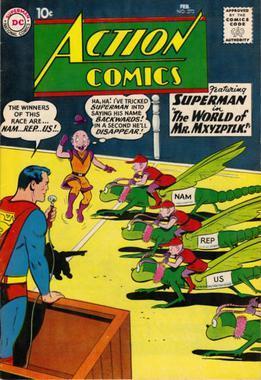 SUPERMAN
NATIONAL COMICS
DC
10¢
FEB.
NO. 273
APPROVED
BY THE
COMICS
CODE
AUTHORITY
ACTION
COMICS
Featuring
SUPERMAN
in
The WORLD of
MR. MXYZPTLK!
THE WINNERS
OF THIS
RACE ARE...
NAM...REP...US!.
HA, HA! I'VE TRICKED
SUPERMAN INTO
SAYING HIS NAME
BACKWARDS!
IN A SECOND HE'LL
DISAPPEAR!
NAM
REP
US